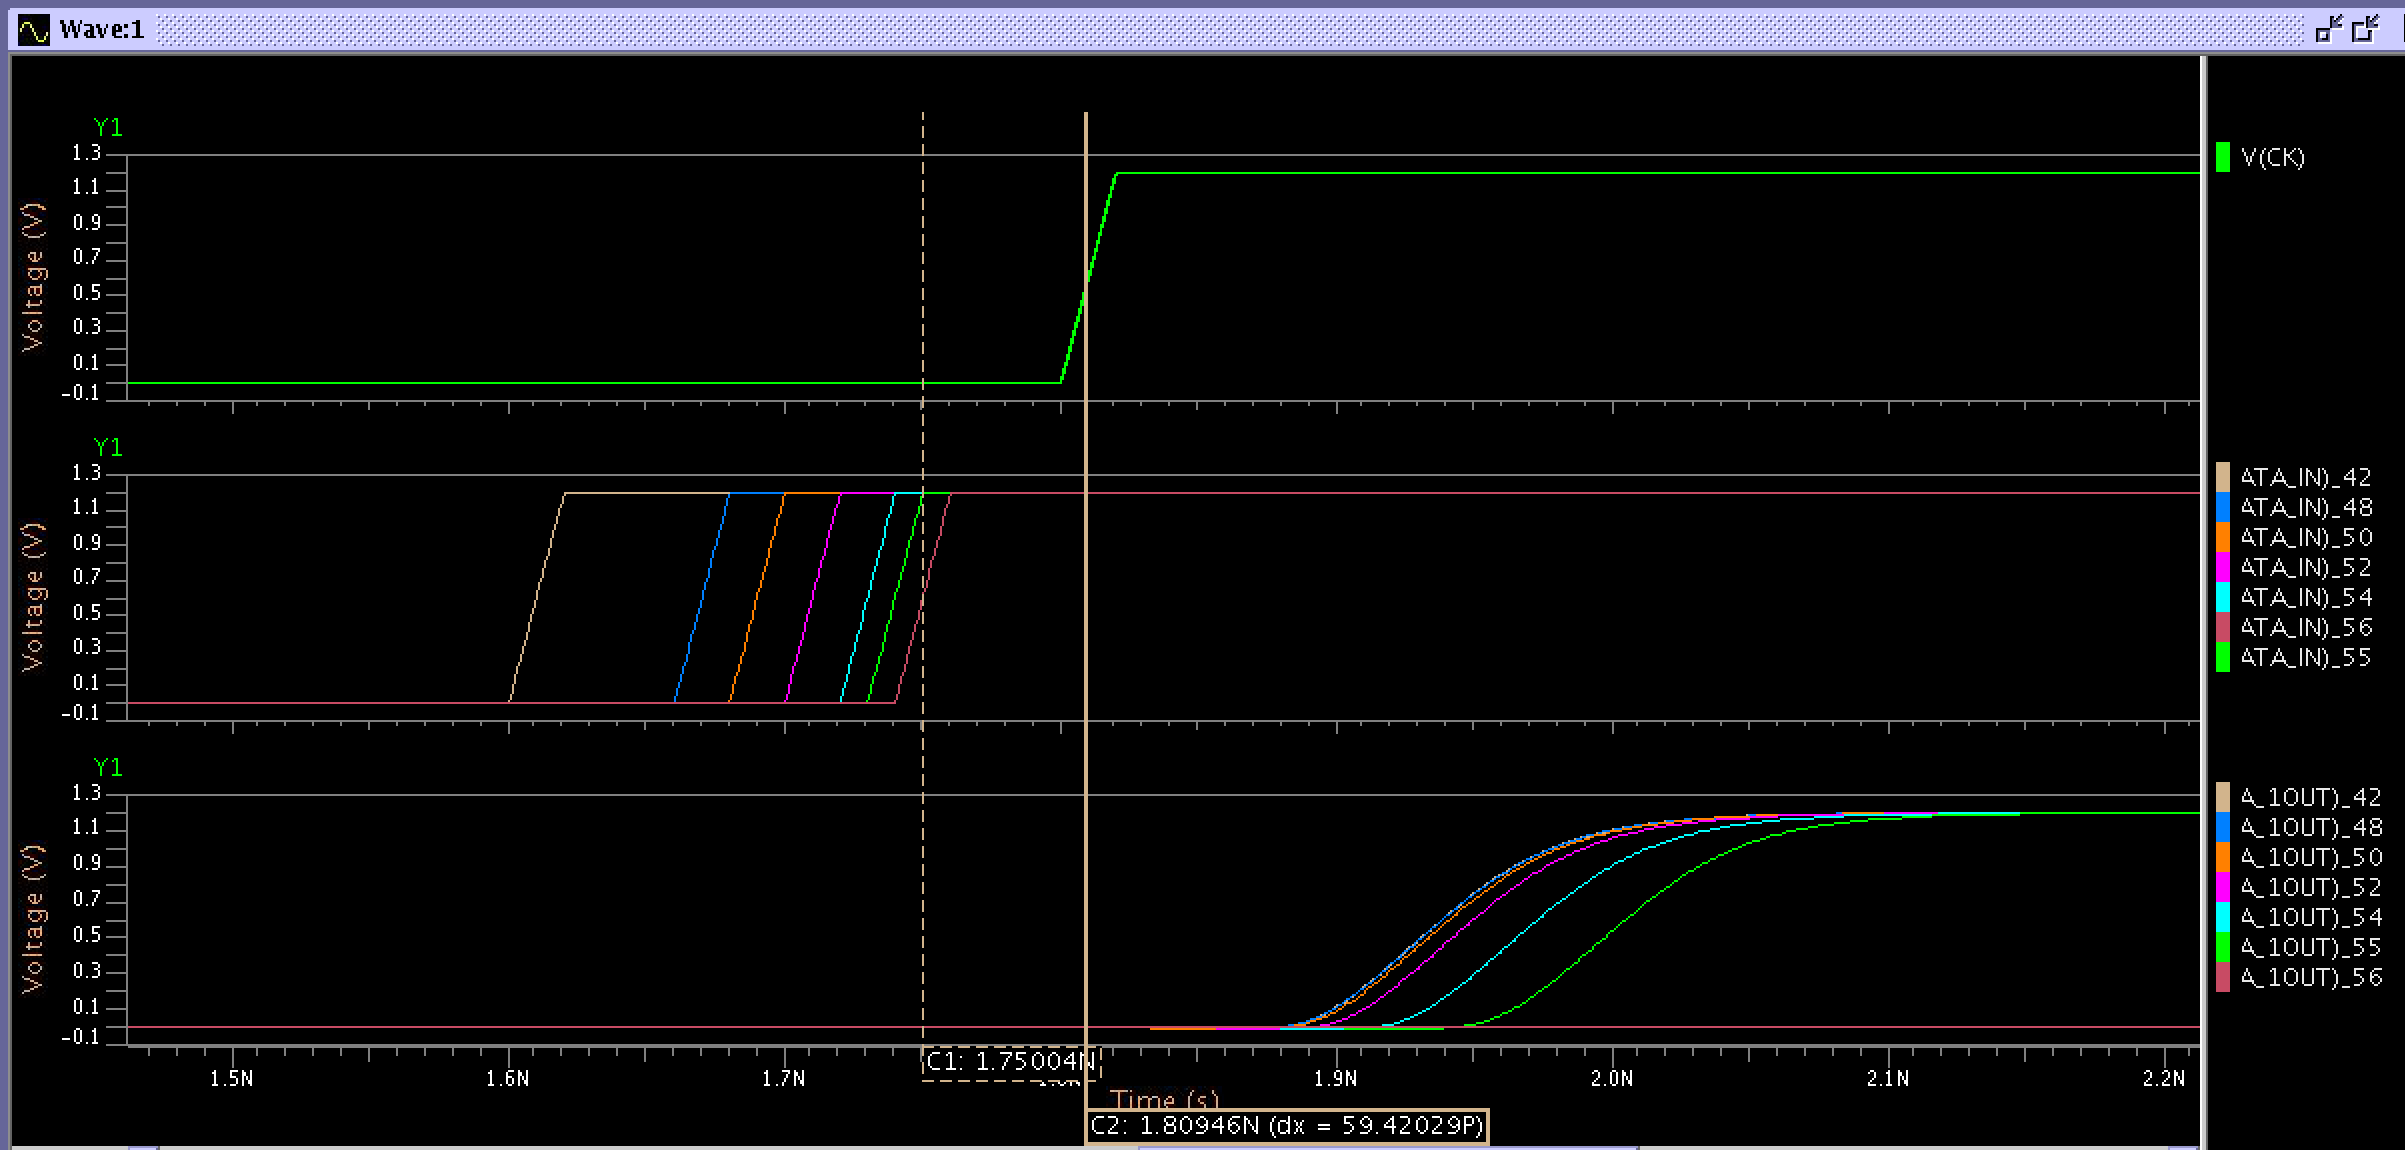 Wave:1
Y1
1.3
1.1
0.9
0.7
0.5
0.3
0.1
-0.1
Voltage (V)
V(CK)
Y1
1.3
1.1
0.9
0.7
0.5
0.3
0.1
-0.1
Voltage (V)
ATA_IN)_42
ATA_IN)_48
ATA_IN)_50
ATA_IN)_52
ATA_IN)_54
ATA_IN)_56
ATA_IN)_55
Y1
1.3
1.1
0.9
0.7
0.5
0.3
0.1
-0.1
Voltage (V)
A_1OUT)_42
A_1OUT)_48
A_1OUT)_50
A_1OUT)_52
A_1OUT)_54
A_1OUT)_55
A_1OUT)_56
C1: 1.75004N
1.5N 1.6N 1.7N 1.9N 2.0N 2.1N 2.2N
Time (s)
C2: 1.80946N (dx = 59.42029P)